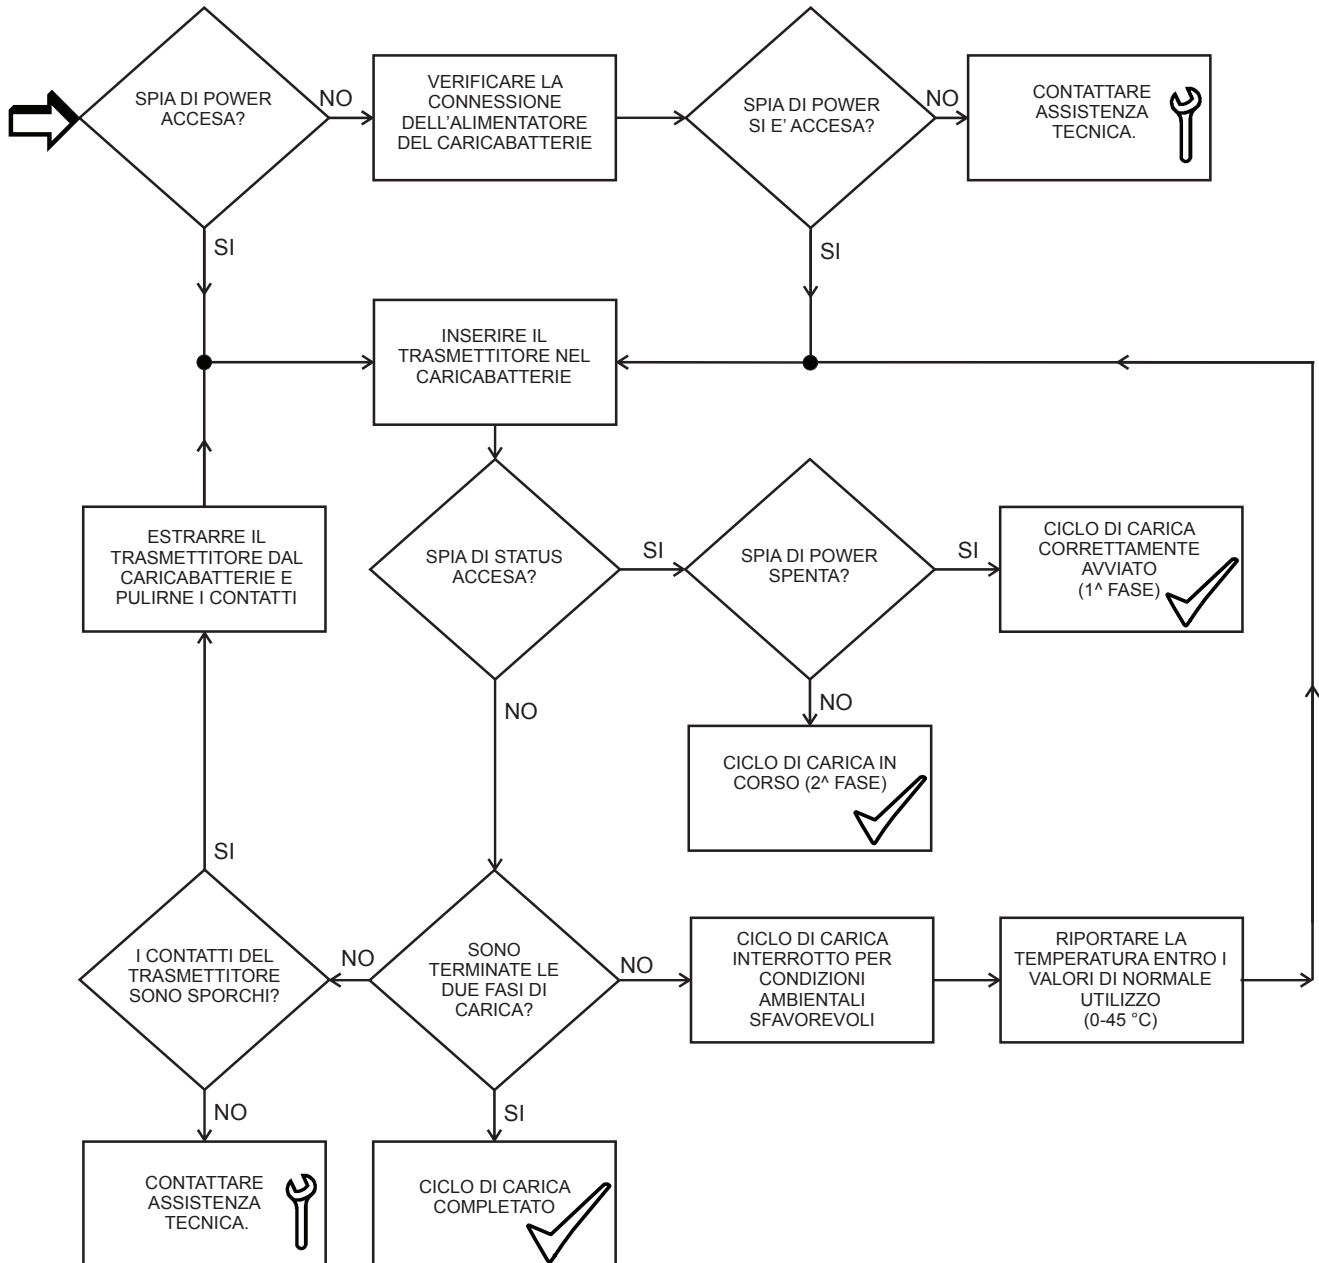 SPIA DI POWER
ACCESA?
NO
VERIFICARE LA
CONNESSIONE
DELL'ALIMENTATORE
DEL CARICABATTERIE
SPIA DI POWER
SI E' ACCESA?
NO
CONTATTARE
ASSISTENZA
TECNICA.
SI
SI
INSERIRE IL
TRASMETTITORE NEL
CARICABATTERIE
ESTRARRE IL
TRASMETTITORE DAL
CARICABATTERIE E
PULIRNE I CONTATTI
SPIA DI STATUS
ACCESA?
SI
SPIA DI POWER
SPENTA?
SI
CICLO DI CARICA
CORRETTAMENTE
AVVIATO
(1^ FASE)
NO
NO
CICLO DI CARICA IN
CORSO (2^ FASE)
SI
I CONTATTI DEL
TRASMETTITORE
SONO SPORCHI?
NO
SONO
TERMINATE LE
DUE FASI DI
CARICA?
NO
CICLO DI CARICA
INTERROTTO PER
CONDIZIONI
AMBIENTALI
SFAVOREVOLI
RIPORTARE LA
TEMPERATURA ENTRO I
VALORI DI NORMALE
UTILIZZO
(0-45 °C)
NO
SI
CONTATTARE
ASSISTENZA
TECNICA.
CICLO DI CARICA
COMPLETATO